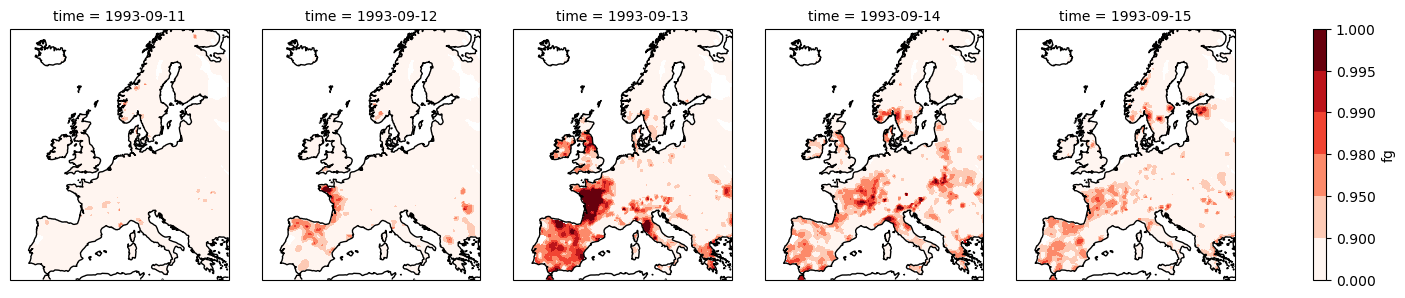 time = 1993-09-11
time = 1993-09-12
time = 1993-09-13
time = 1993-09-14
time = 1993-09-15
1.000
0.995
0.990
0.980
0.950
0.900
0.000
fg